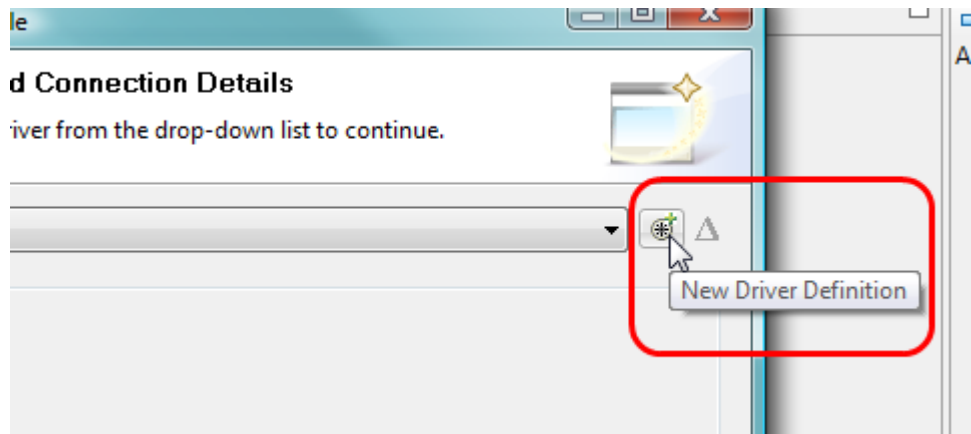 le
d Connection Details
river from the drop-down list to continue.
New Driver Definition
A